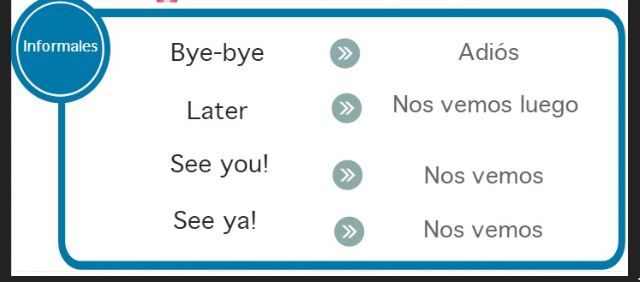 Informales
Bye-bye » Adiós
Later » Nos vemos luego
See you! » Nos vemos
See ya! » Nos vemos